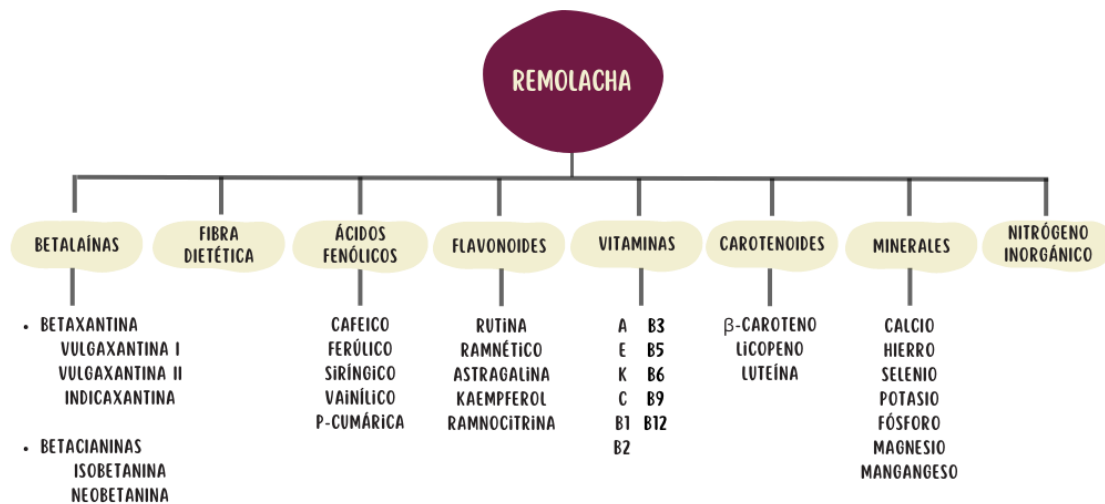 REMOLACHA
BETALAÍNAS
FIBRA
DIETÉTICA
ÁCIDOS
FENÓLICOS
FLAVONOIDES
VITAMINAS
CAROTENOIDES
MINERALES
NITRÓGENO
INORGÁNICO
• BETAXANTINA
VULGAXANTINA I
VULGAXANTINA II
INDICAXANTINA
• BETACIANINAS
ISOBETANINA
NEOBETANINA
CAFEICO
FERÚLICO
SIRÍNGICO
VAINÍLICO
P-CUMÁRICA
RUTINA
RAMNÉTICO
ASTRAGALINA
KAEMPFEROL
RAMNOCITRINA
A B3
E B5
K B6
C B9
B1 B12
B2
β-CAROTENO
LICOPENO
LUTEÍNA
CALCIO
HIERRO
SELENIO
POTASIO
FÓSFORO
MAGNESIO
MANGANGESO